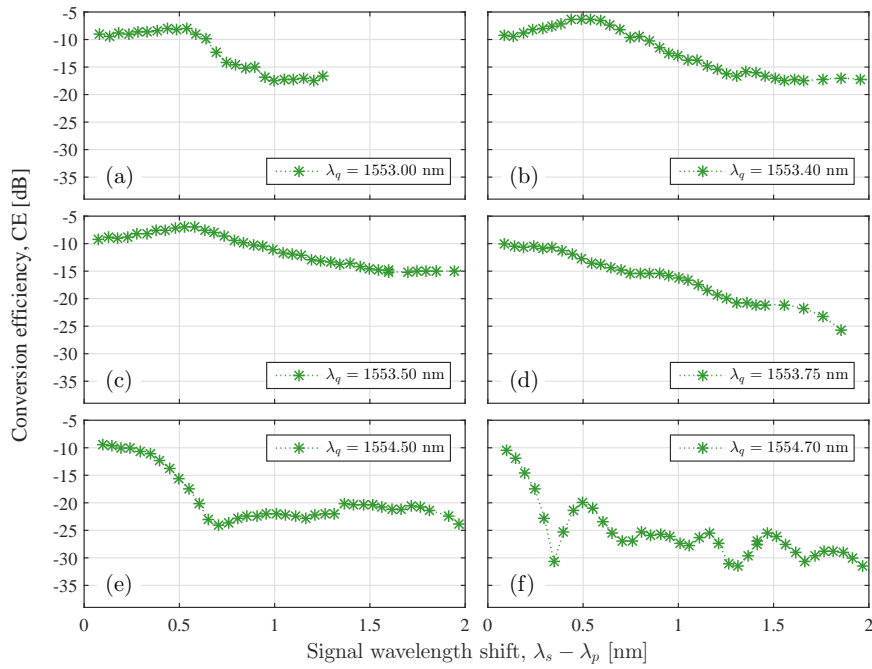 -5
-10
-15
-20
-25
-30
-35
(a)
λq = 1553.00 nm
(b)
λq = 1553.40 nm
Conversion efficiency, CE [dB]
-5
-10
-15
-20
-25
-30
-35
(c)
λq = 1553.50 nm
(d)
λq = 1553.75 nm
-5
-10
-15
-20
-25
-30
-35
(e)
λq = 1554.50 nm
(f)
λq = 1554.70 nm
0 0.5 1 1.5 2 0 0.5 1 1.5 2
Signal wavelength shift, λs − λp [nm]